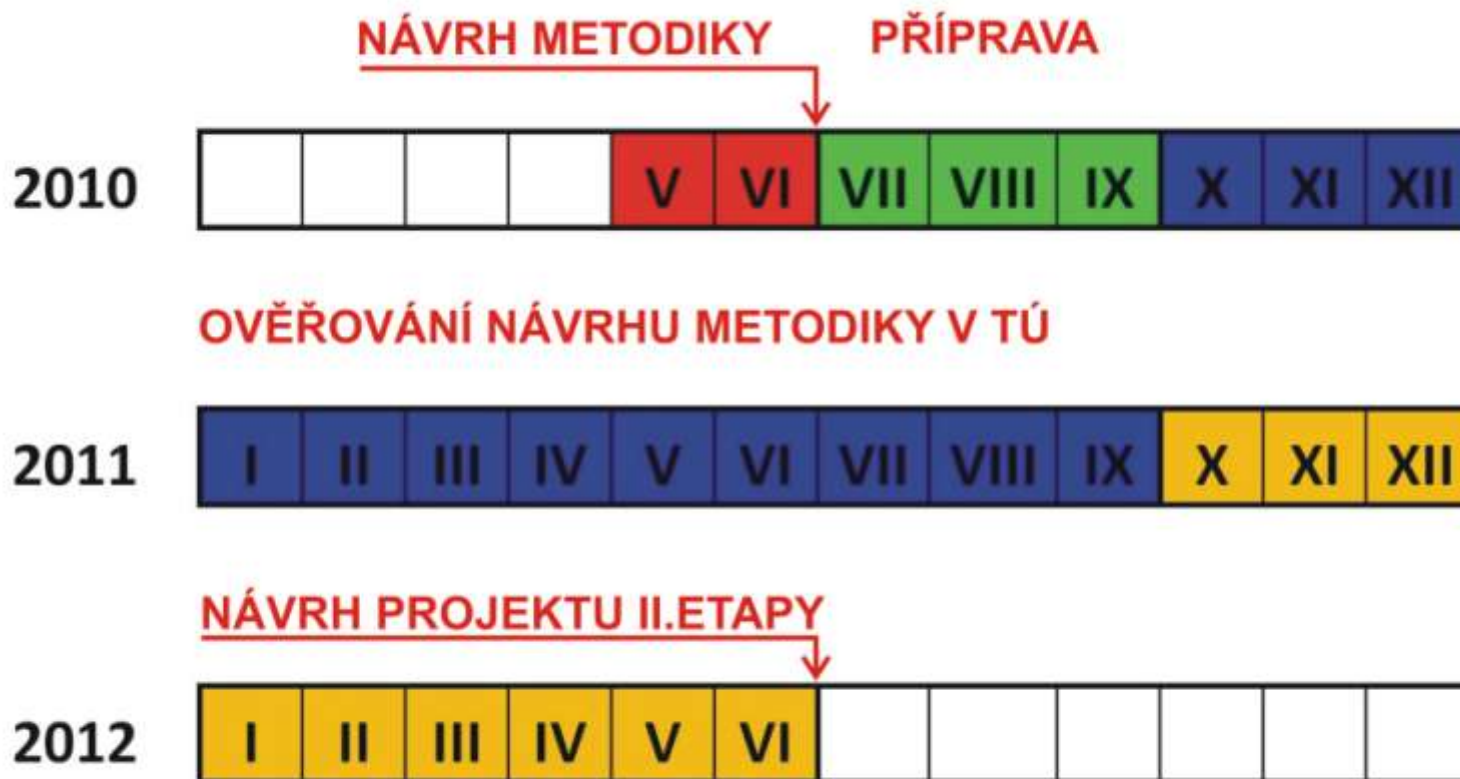 NÁVRH METODIKY PŘÍPRAVA
2010 V VI VII VIII IX X XI XII
OVĚŘOVÁNÍ NÁVRHU METODIKY V TÚ
2011 I II III IV V VI VII VIII IX X XI XII
NÁVRH PROJEKTU II.ETAPY
2012 I II III IV V VI